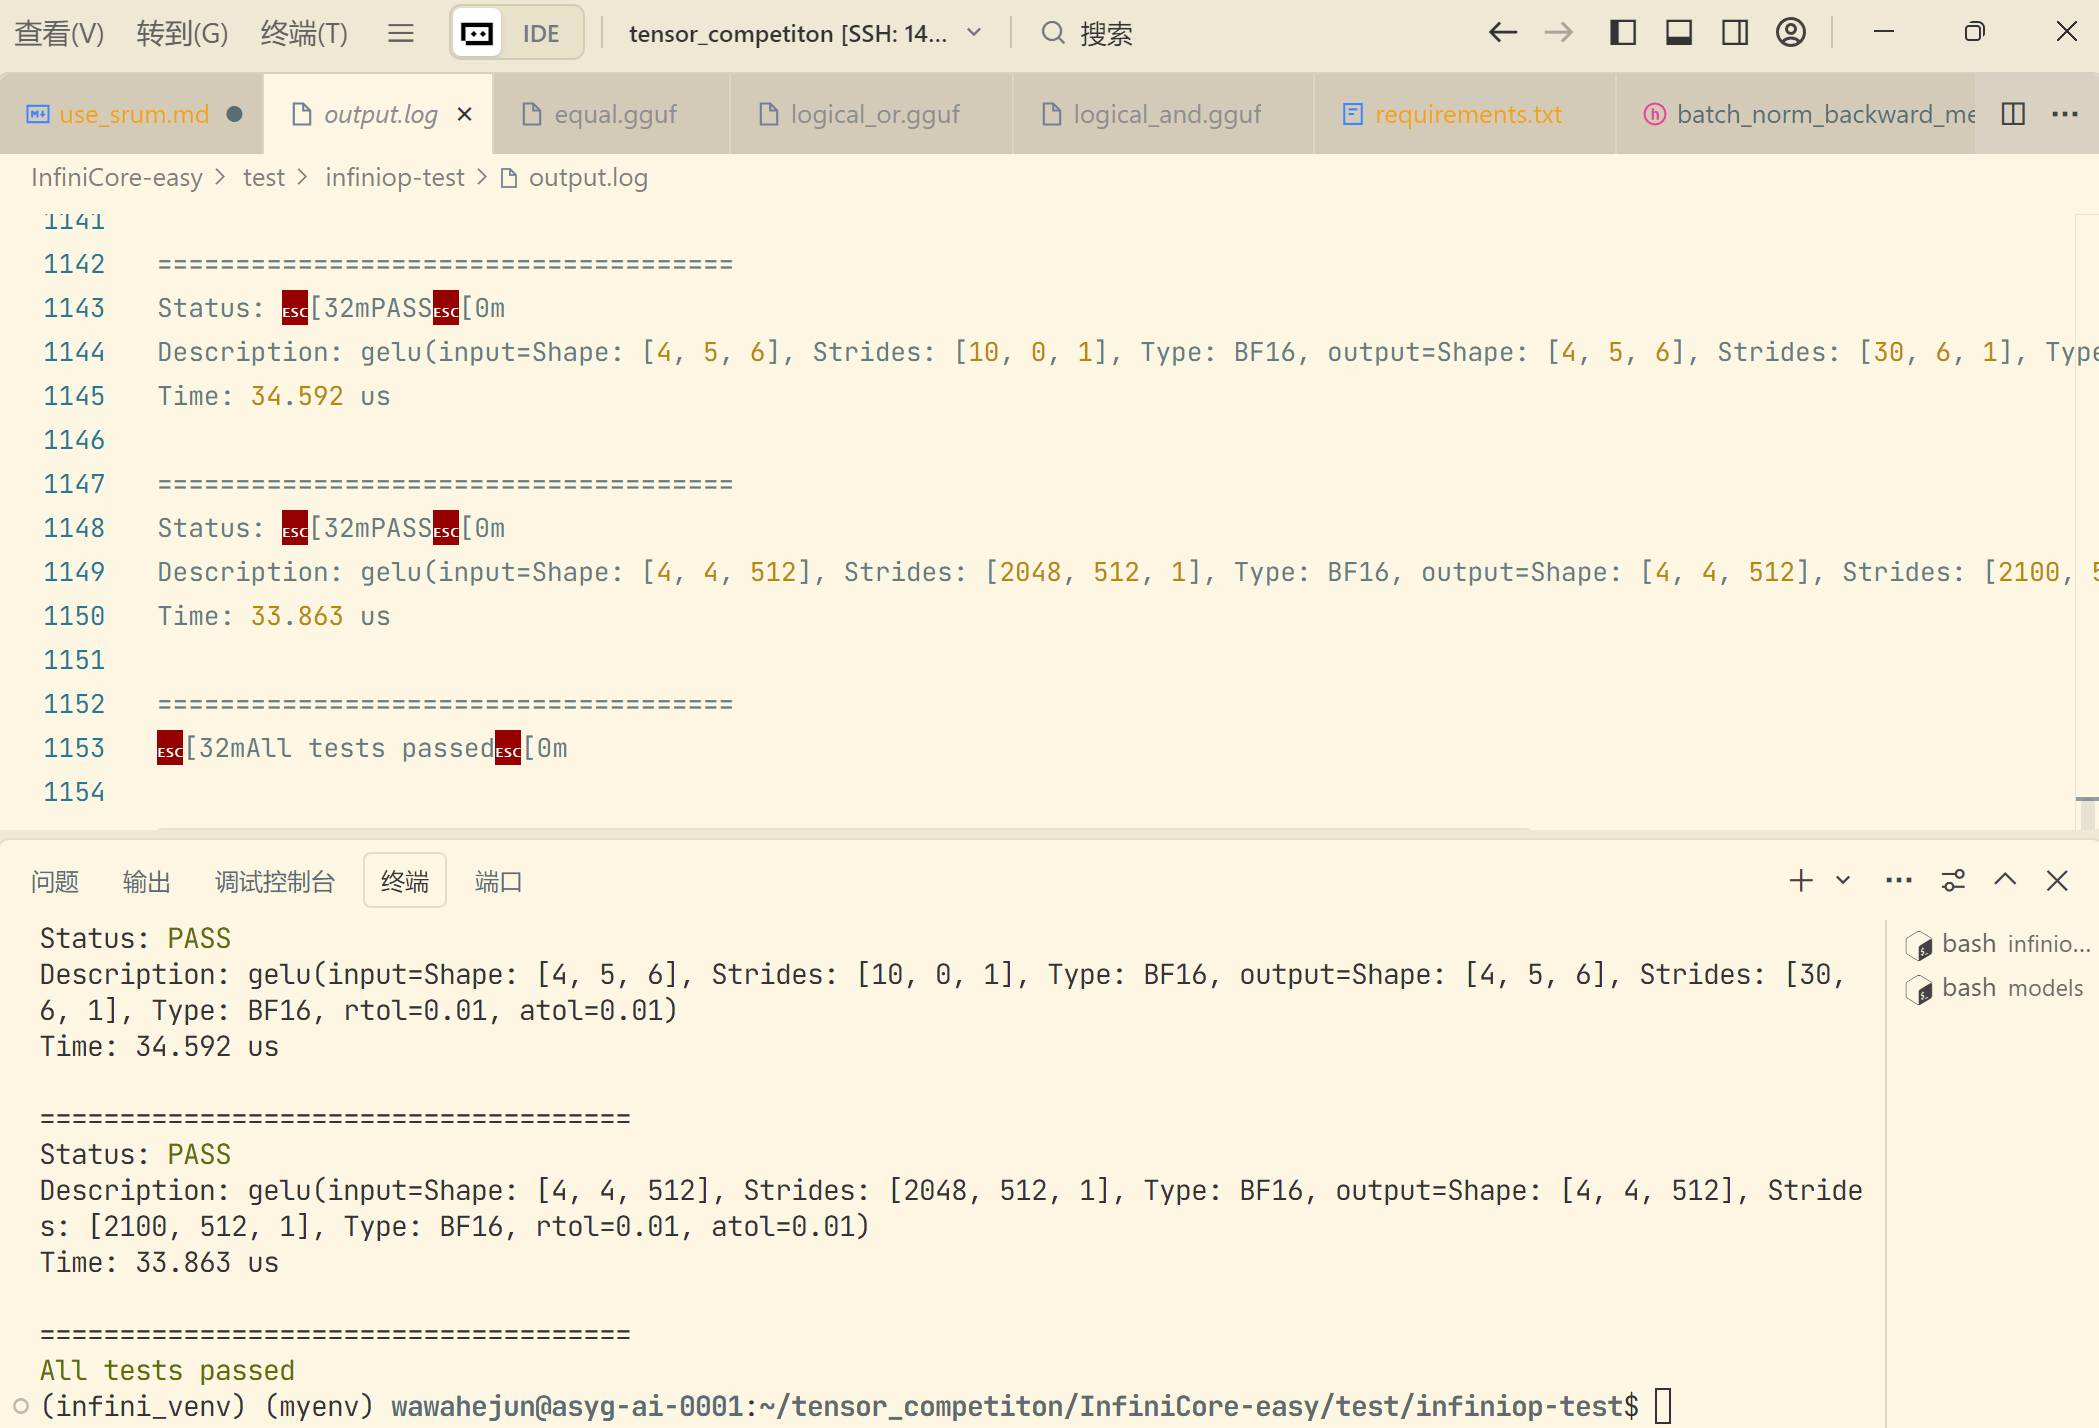 查看(V) 转到(G) 终端(T) IDE tensor_competiton [SSH: 14... 搜索
use_srum.md output.log equal.gguf logical_or.gguf logical_and.gguf requirements.txt batch_norm_backward_me
InfiniCore-easy > test > infiniop-test > output.log
1141
1142 =====================================
1143 Status: ESC[32mPASSESC[0m
1144 Description: gelu(input=Shape: [4, 5, 6], Strides: [10, 0, 1], Type: BF16, output=Shape: [4, 5, 6], Strides: [30, 6, 1], Type
1145 Time: 34.592 us
1146
1147 =====================================
1148 Status: ESC[32mPASSESC[0m
1149 Description: gelu(input=Shape: [4, 4, 512], Strides: [2048, 512, 1], Type: BF16, output=Shape: [4, 4, 512], Strides: [2100, 5
1150 Time: 33.863 us
1151
1152 =====================================
1153 ESC[32mAll tests passedESC[0m
1154
问题 输出 调试控制台 终端 端口
Status: PASS
Description: gelu(input=Shape: [4, 5, 6], Strides: [10, 0, 1], Type: BF16, output=Shape: [4, 5, 6], Strides: [30,
6, 1], Type: BF16, rtol=0.01, atol=0.01)
Time: 34.592 us
=====================================
Status: PASS
Description: gelu(input=Shape: [4, 4, 512], Strides: [2048, 512, 1], Type: BF16, output=Shape: [4, 4, 512], Stride
s: [2100, 512, 1], Type: BF16, rtol=0.01, atol=0.01)
Time: 33.863 us
=====================================
All tests passed
(infini_venv) (myenv) wawahejun@asyg-ai-0001:~/tensor_competiton/InfiniCore-easy/test/infiniop-test$
bash infinio...
bash models